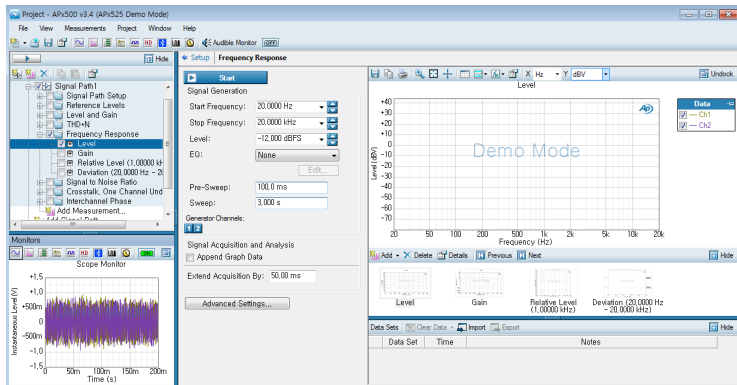 Project - APx500 v3.4 (APx525 Demo Mode)
File View Measurements Project Window Help
HD Audible Monitor OFF
Hide
Signal Path1
Signal Path Setup
Reference Levels
Level and Gain
THD+N
Frequency Response
Level
Gain
Relative Level (1,00000 kH
Deviation (20,0000 Hz - 20
Signal to Noise Ratio
Crosstalk, One Channel Und
Interchannel Phase
Add Measurement...
Add Signal Path
Monitors
HD ON
Scope Monitor
Instantaneous Level (V)
+1,5
+1,0
+500m
0
-500m
-1,0
-1,5
0 50m 100m 150m 200m
Time (s)
Setup Frequency Response
Start
Signal Generation
Start Frequency: 20,0000 Hz
Stop Frequency: 20,0000 kHz
Level: -12,000 dBFS
EQ: None
Edit...
Pre-Sweep: 100,0 ms
Sweep: 3,000 s
Generator Channels:
1 2
Signal Acquisition and Analysis
Append Graph Data
Extend Acquisition By: 50,00 ms
Advanced Settings...
X Hz Y dBV Undock
Level
Level (dBV)
+40
+30
+20
+10
0
-10
-20
-30
-40
-50
-60
-70
Demo Mode
AP
20 50 100 200 500 1k 2k 5k 10k 20k
Frequency (Hz)
Data
Ch1
Ch2
Add Delete Details Previous Next Hide
Level
Gain
Relative Level
(1,00000 kHz)
Deviation (20,0000 Hz
- 20,0000 kHz)
Data Sets Clear Data Import Export Hide
Data Set Time Notes